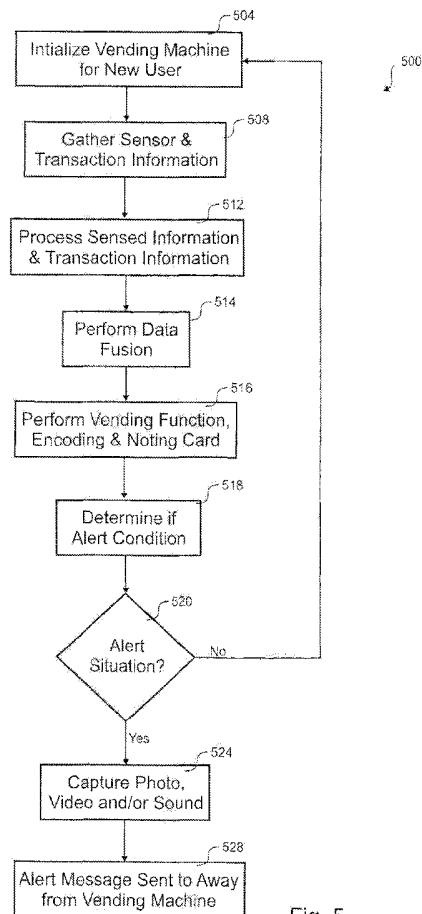 504
Intialize Vending Machine
for New User
500
508
Gather Sensor &
Transaction Information
512
Process Sensed Information
& Transaction Information
514
Perform Data
Fusion
516
Perform Vending Function,
Encoding & Noting Card
518
Determine if
Alert Condition
520
Alert
Situation?
No
Yes
524
Capture Photo,
Video and/or Sound
528
Alert Message Sent to Away
from Vending Machine
Fig. 5